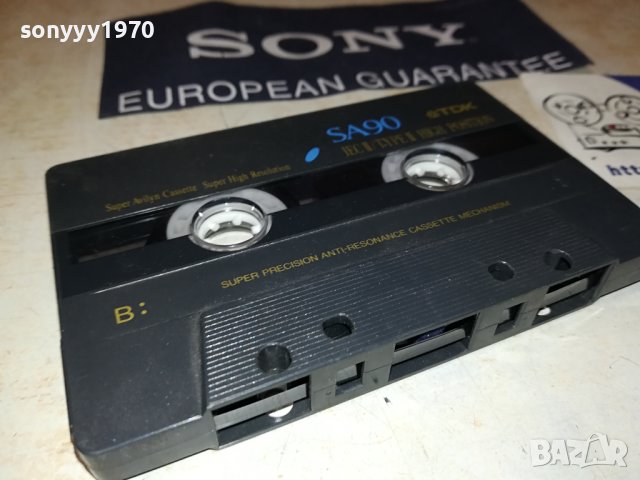 sonyyy1970
SONY
EUROPEAN GUARANTEE
TDK
SA90
IEC II/TYPE II HIGH POSITION
Super Avilyn Cassette Super High Resolution
SUPER PRECISION ANTI-RESONANCE CASSETTE MECHANISM
B:
htt
BAZAR